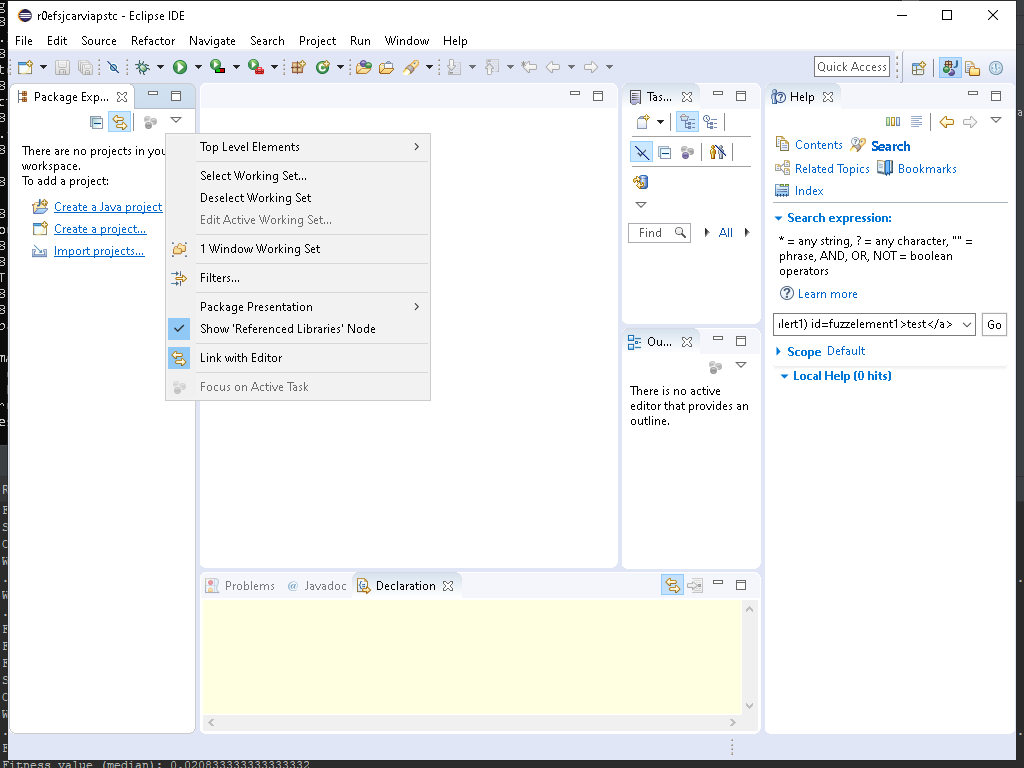 r0efsjcarviapstc - Eclipse IDE
File Edit Source Refactor Navigate Search Project Run Window Help
Quick Access
Package Exp...
There are no projects in you
workspace.
To add a project:
Create a Java project
Create a project...
Import projects...
Top Level Elements
Select Working Set...
Deselect Working Set
Edit Active Working Set...
1 Window Working Set
Filters...
Package Presentation
Show 'Referenced Libraries' Node
Link with Editor
Focus on Active Task
Tas...
Find
All
Ou...
There is no active
editor that provides an
outline.
Help
Contents Search
Related Topics Bookmarks
Index
Search expression:
* = any string, ? = any character, "" =
phrase, AND, OR, NOT = boolean
operators
Learn more
ilert1) id=fuzzelement1>test</a> Go
Scope Default
Local Help (0 hits)
Problems @ Javadoc Declaration
Fitness value (median): 0.020833333333333332